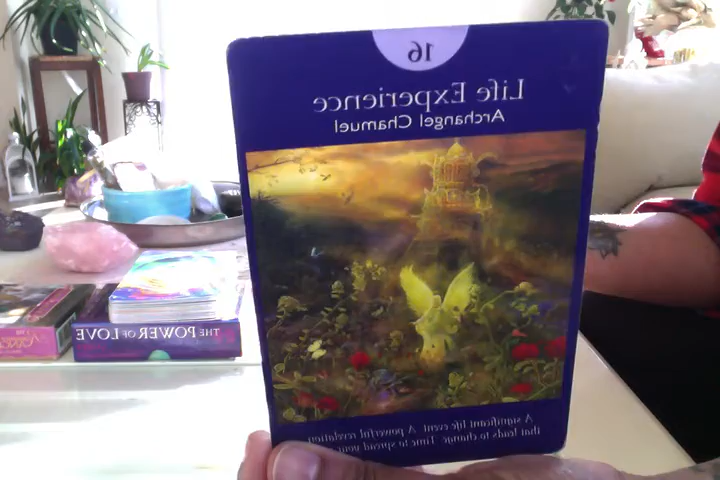 16
Life Experience
Archangel Chamuel
A significant life event. A powerful revelation
that leads to change. Time to spread your
THE POWER OF LOVE